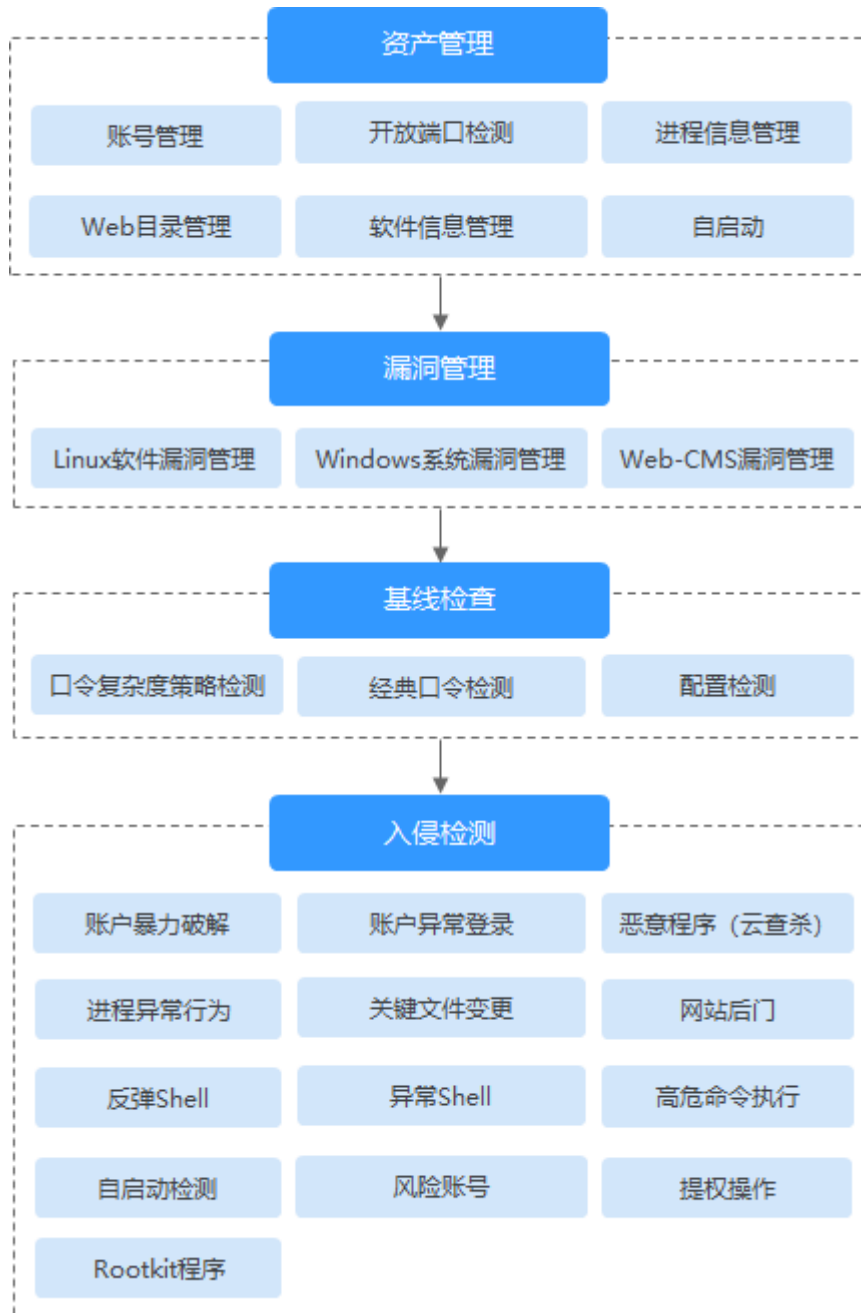 资产管理
账号管理
开放端口检测
进程信息管理
Web目录管理
软件信息管理
自启动
漏洞管理
Linux软件漏洞管理
Windows系统漏洞管理
Web-CMS漏洞管理
基线检查
口令复杂度策略检测
经典口令检测
配置检测
入侵检测
账户暴力破解
账户异常登录
恶意程序（云查杀）
进程异常行为
关键文件变更
网站后门
反弹Shell
异常Shell
高危命令执行
自启动检测
风险账号
提权操作
Rootkit程序